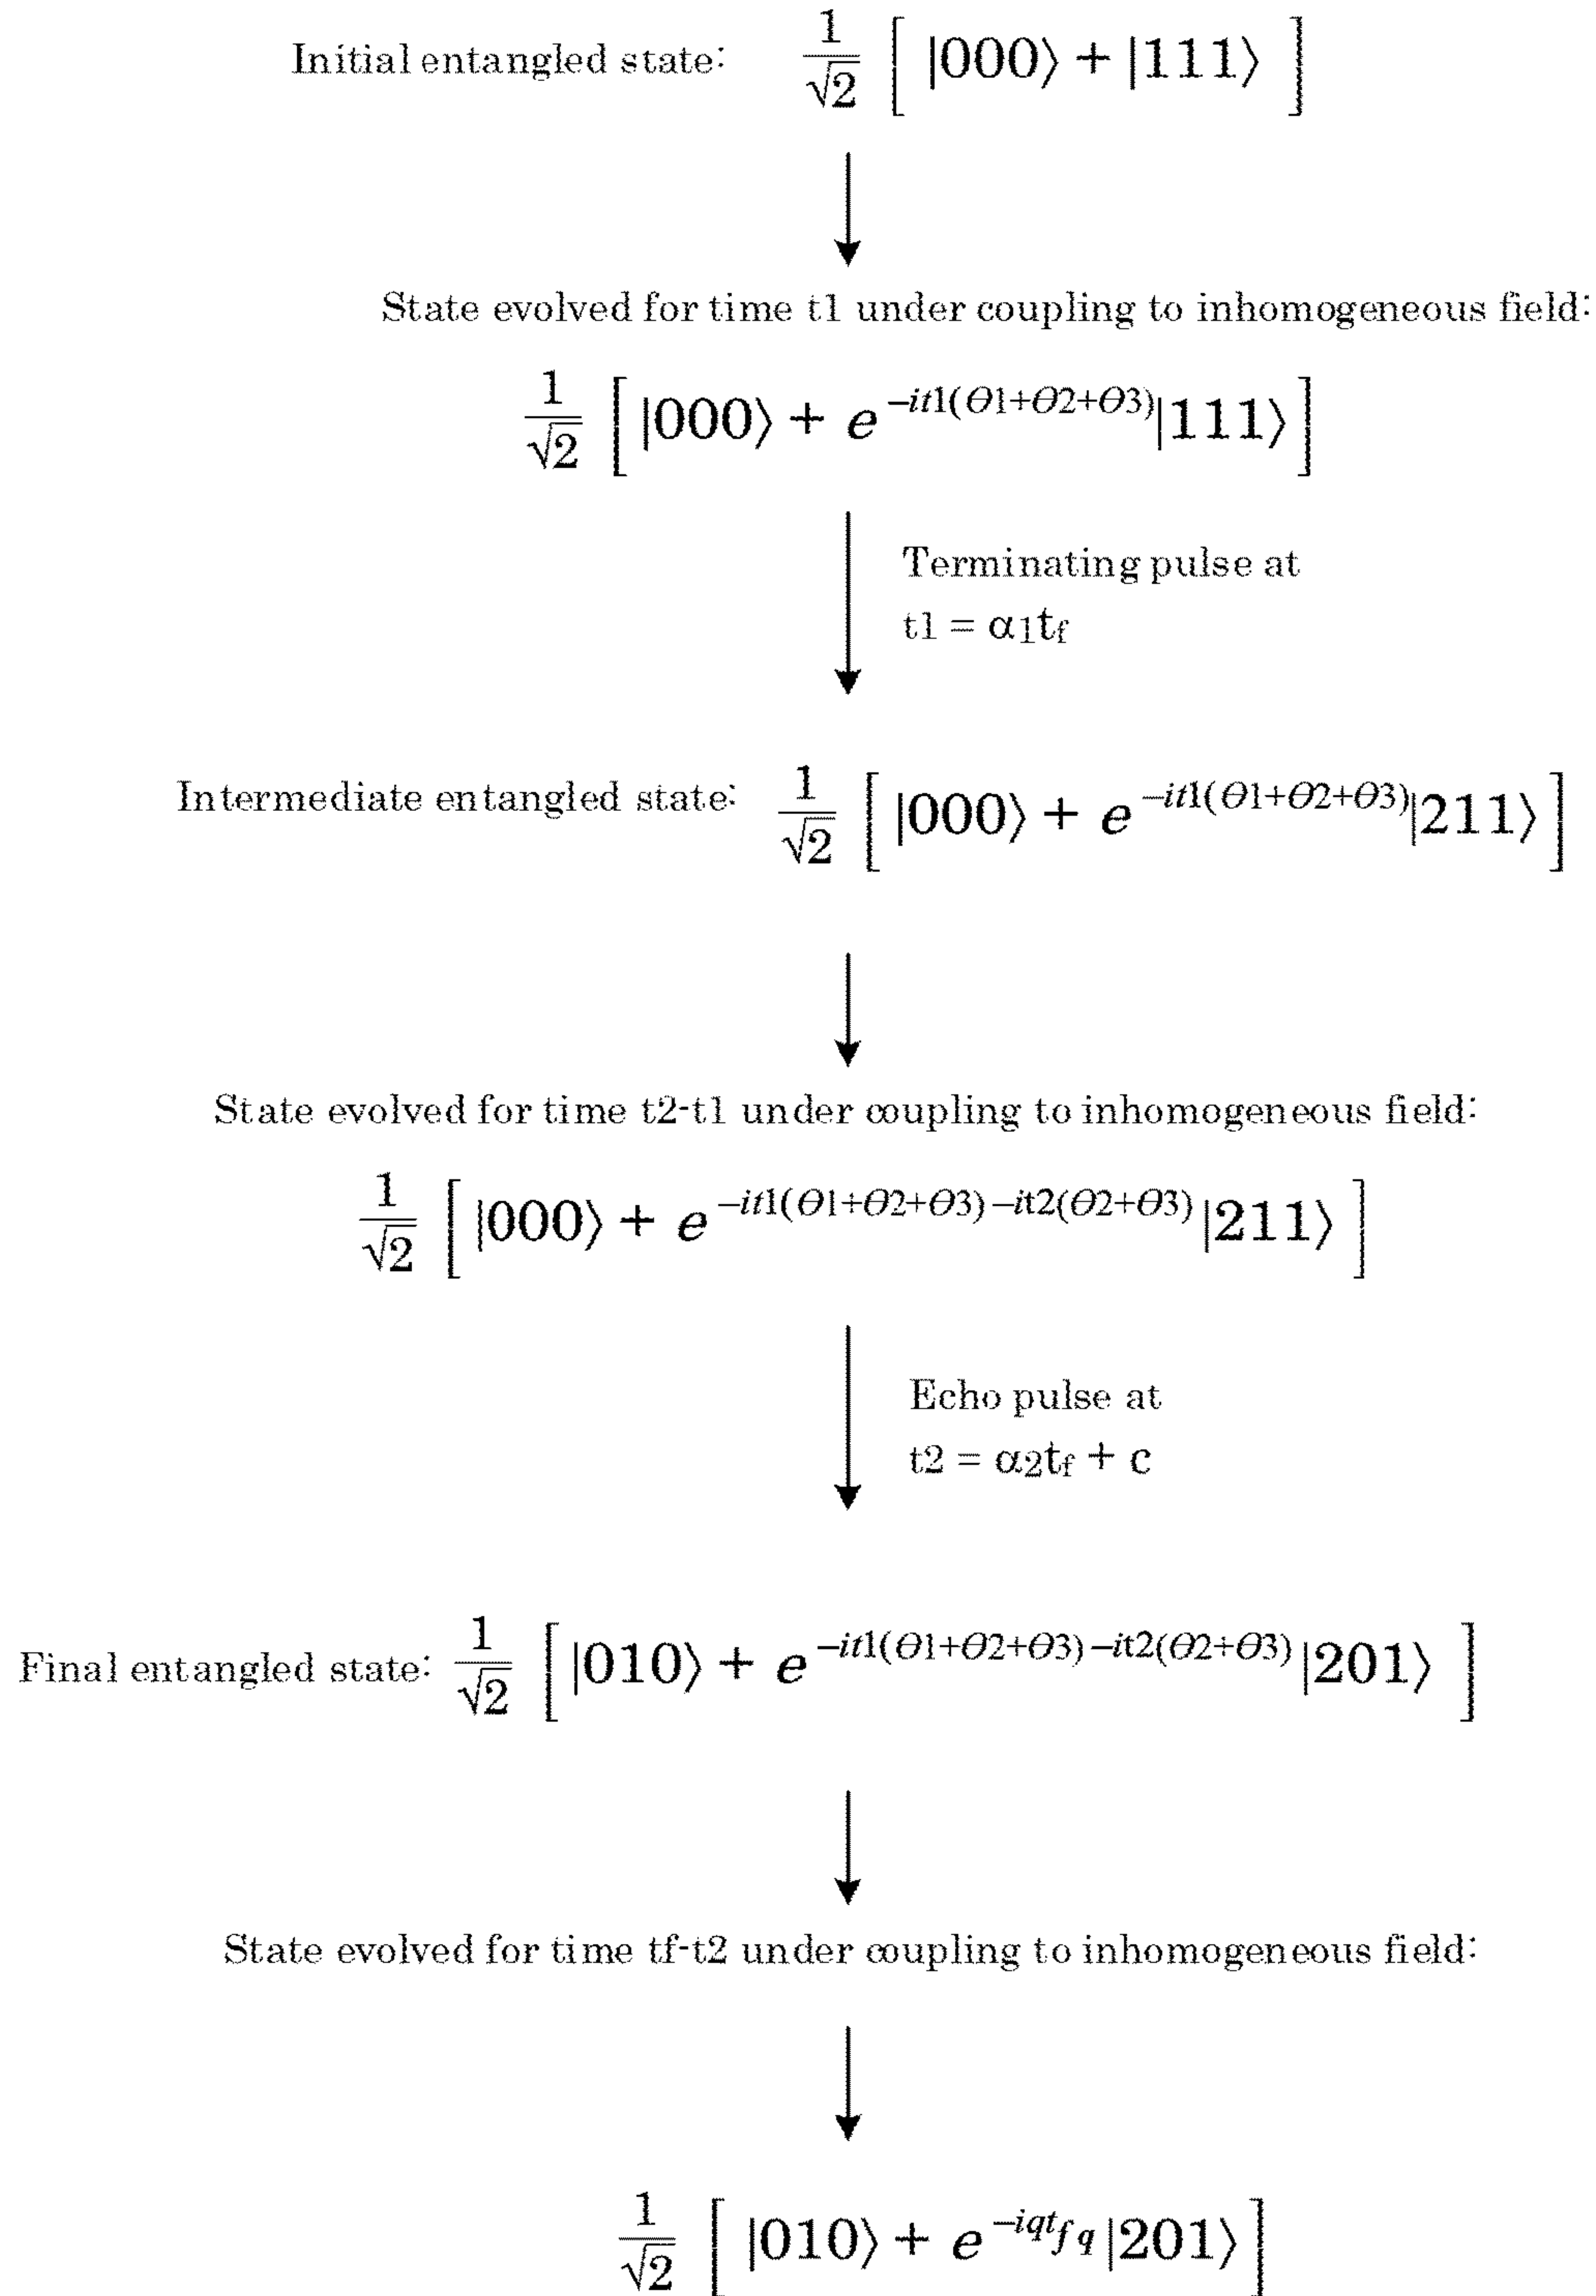 Initial entangled state: 1/√2 [ |000⟩ + |111⟩ ]
State evolved for time t1 under coupling to inhomogeneous field:
1/√2 [ |000⟩ + e^{−it1(Θ1+Θ2+Θ3)}|111⟩ ]
Terminating pulse at
t1 = α₁t_f
Intermediate entangled state: 1/√2 [ |000⟩ + e^{−it1(Θ1+Θ2+Θ3)}|211⟩ ]
State evolved for time t2-t1 under coupling to inhomogeneous field:
1/√2 [ |000⟩ + e^{−it1(Θ1+Θ2+Θ3)−it2(Θ2+Θ3)}|211⟩ ]
Echo pulse at
t2 = α₂t_f + c
Final entangled state: 1/√2 [ |010⟩ + e^{−it1(Θ1+Θ2+Θ3)−it2(Θ2+Θ3)}|201⟩ ]
State evolved for time tf-t2 under coupling to inhomogeneous field:
1/√2 [ |010⟩ + e^{−iqt_f q}|201⟩ ]